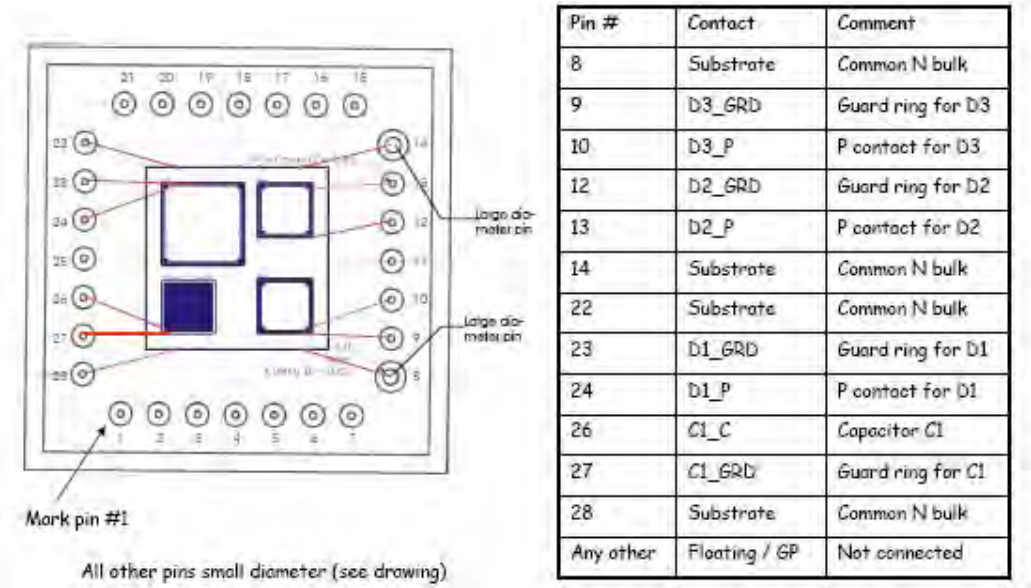 21 20 19 18 17 16 15
22 14
23
24 12
Large dia-
meter pin
25 11
26 10
27 9
Large dia-
meter pin
28 8
1 2 3 4 5 6 7
Mark pin #1
All other pins small diameter (see drawing)
Pin # Contact Comment
8 Substrate Common N bulk
9 D3_GRD Guard ring for D3
10 D3_P P contact for D3
12 D2_GRD Guard ring for D2
13 D2_P P contact for D2
14 Substrate Common N bulk
22 Substrate Common N bulk
23 D1_GRD Guard ring for D1
24 D1_P P contact for D1
26 C1_C Capacitor C1
27 C1_GRD Guard ring for C1
28 Substrate Common N bulk
Any other Floating / GP Not connected